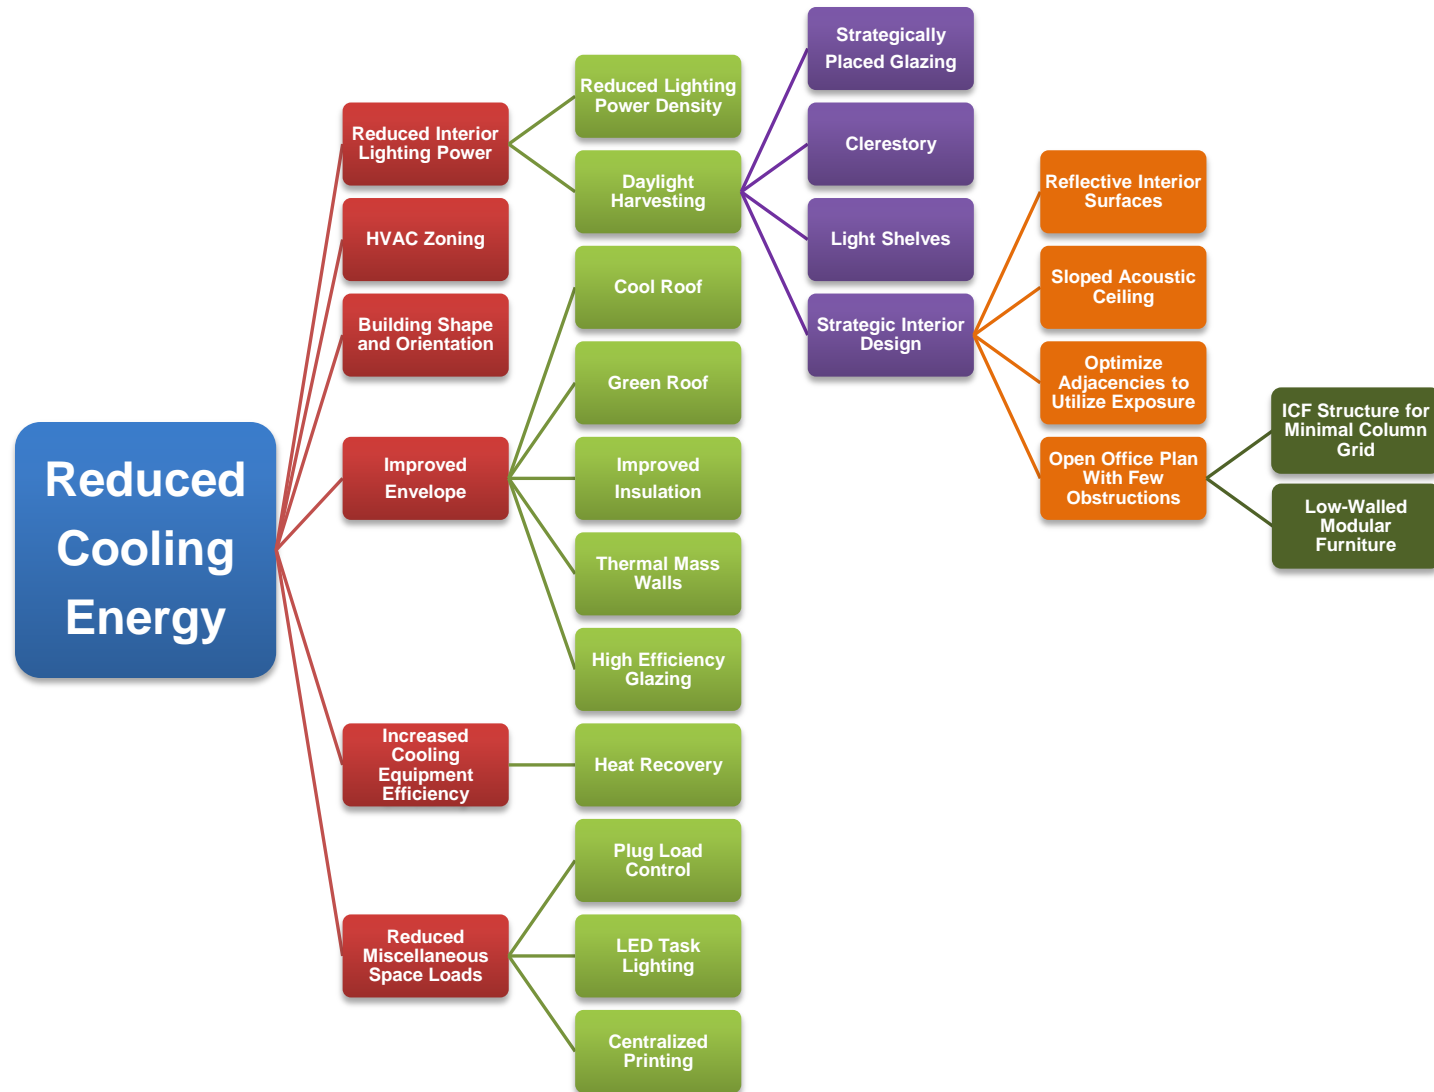 Reduced
Cooling
Energy
Reduced Interior
Lighting Power
HVAC Zoning
Building Shape
and Orientation
Improved
Envelope
Increased
Cooling
Equipment
Efficiency
Reduced
Miscellaneous
Space Loads
Reduced Lighting
Power Density
Daylight
Harvesting
Cool Roof
Green Roof
Improved
Insulation
Thermal Mass
Walls
High Efficiency
Glazing
Heat Recovery
Plug Load
Control
LED Task
Lighting
Centralized
Printing
Strategically
Placed Glazing
Clerestory
Light Shelves
Strategic Interior
Design
Reflective Interior
Surfaces
Sloped Acoustic
Ceiling
Optimize
Adjacencies to
Utilize Exposure
Open Office Plan
With Few
Obstructions
ICF Structure for
Minimal Column
Grid
Low-Walled
Modular
Furniture